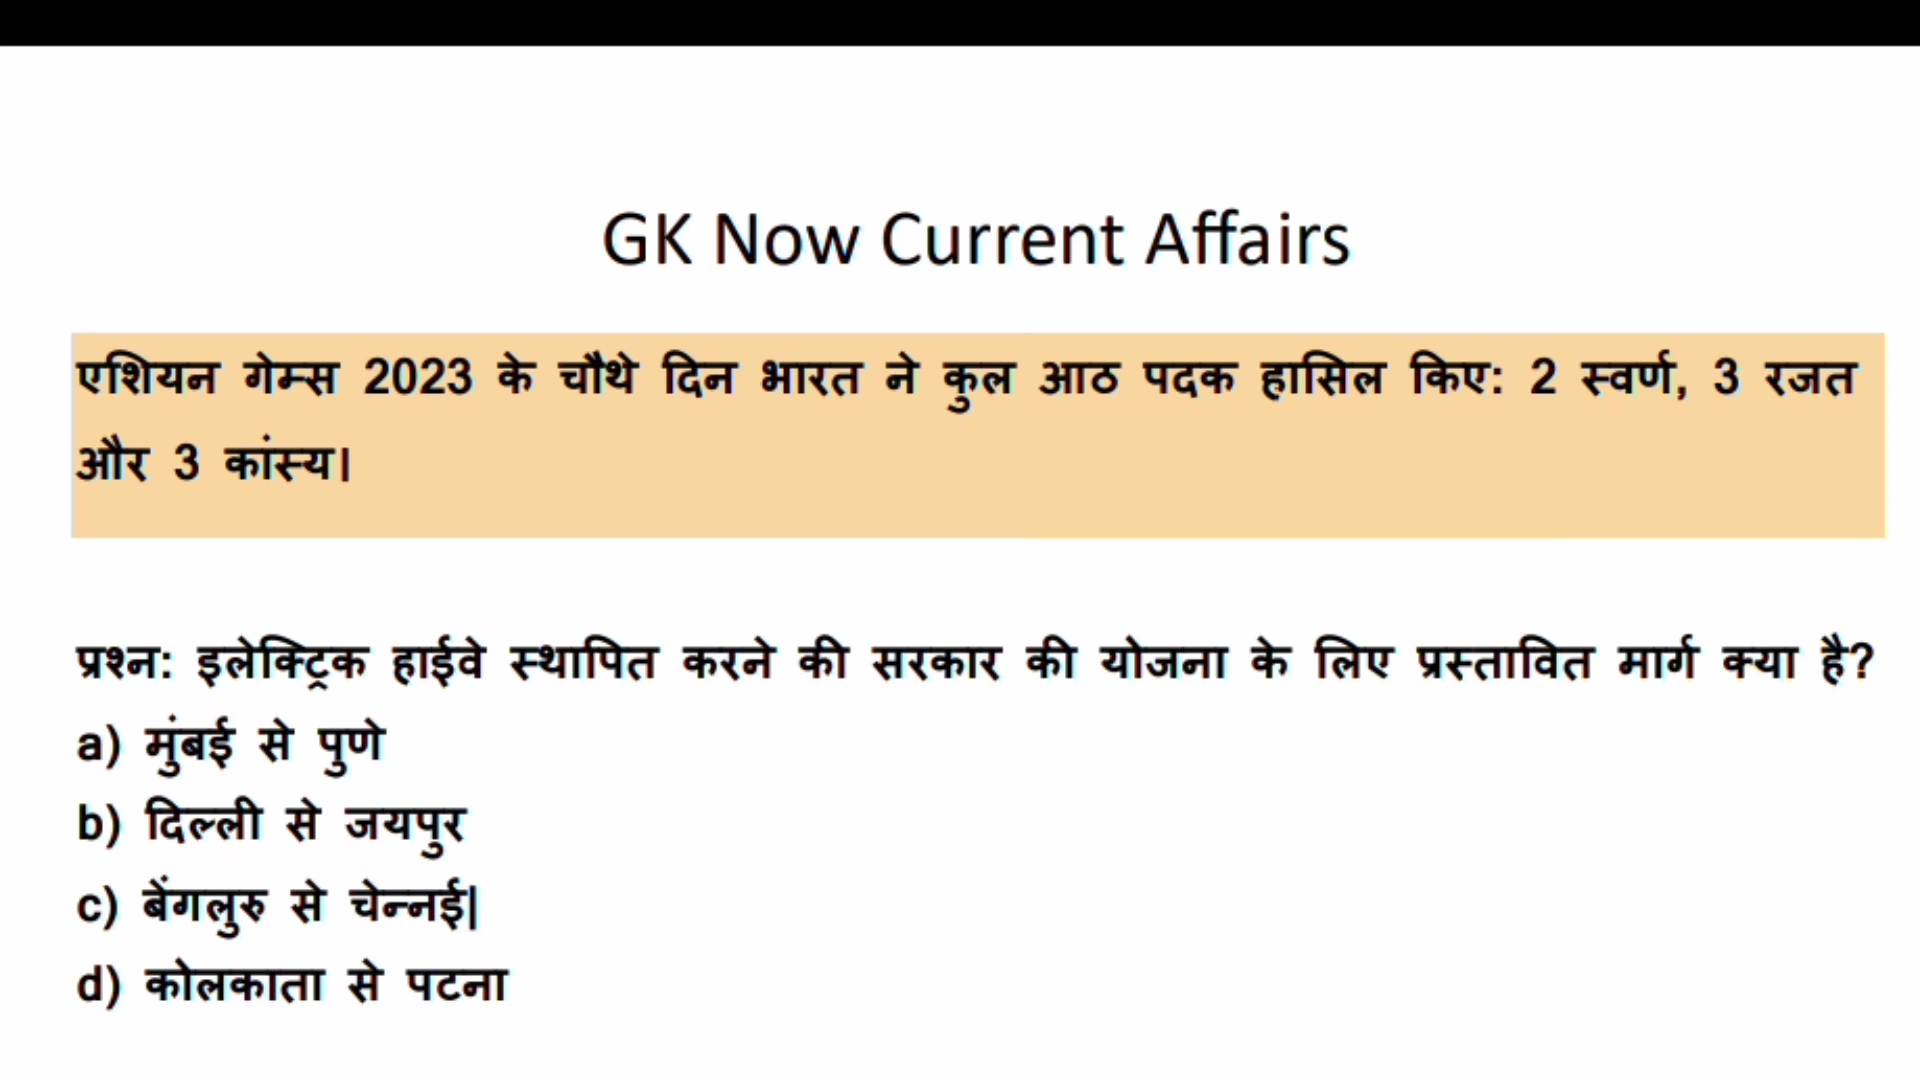 GK Now Current Affairs
एशियन गेम्स 2023 के चौथे दिन भारत ने कुल आठ पदक हासिल किए: 2 स्वर्ण, 3 रजत
और 3 कांस्य।
प्रश्न: इलेक्ट्रिक हाईवे स्थापित करने की सरकार की योजना के लिए प्रस्तावित मार्ग क्या है?
a) मुंबई से पुणे
b) दिल्ली से जयपुर
c) बेंगलुरु से चेन्नई
d) कोलकाता से पटना